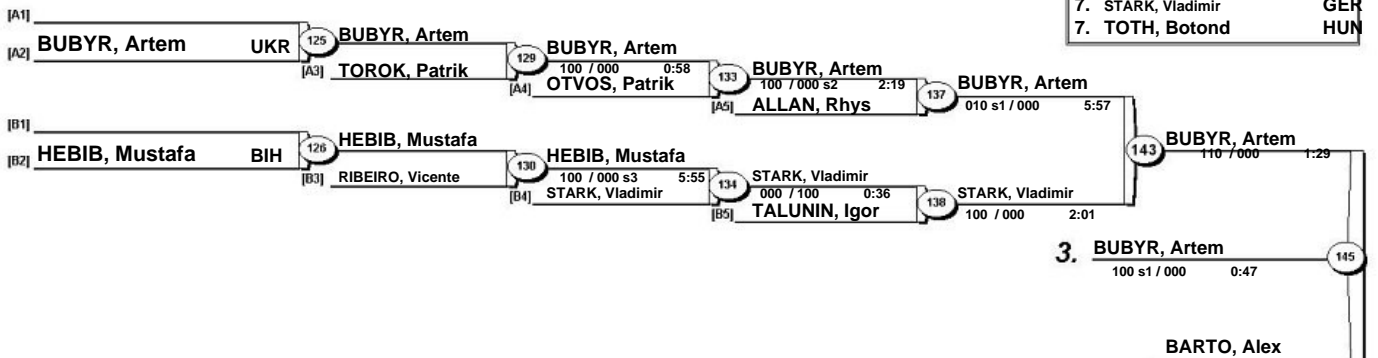 7. STARK, Vladimir GER
7. TOTH, Botond HUN
[A1]
[A2] BUBYR, Artem UKR
125
BUBYR, Artem
[A3] TOROK, Patrik
129
BUBYR, Artem
100 / 000 0:58
[A4] OTVOS, Patrik
133
BUBYR, Artem
100 / 000 s2 2:19
[A5] ALLAN, Rhys
137
BUBYR, Artem
010 s1 / 000 5:57
[B1]
[B2] HEBIB, Mustafa BIH
126
HEBIB, Mustafa
[B3] RIBEIRO, Vicente
130
HEBIB, Mustafa
100 / 000 s3 5:55
[B4] STARK, Vladimir
134
STARK, Vladimir
000 / 100 0:36
[B5] TALUNIN, Igor
138
STARK, Vladimir
100 / 000 2:01
143
BUBYR, Artem
110 / 000 1:29
3. BUBYR, Artem
100 s1 / 000 0:47
145
BARTO, Alex